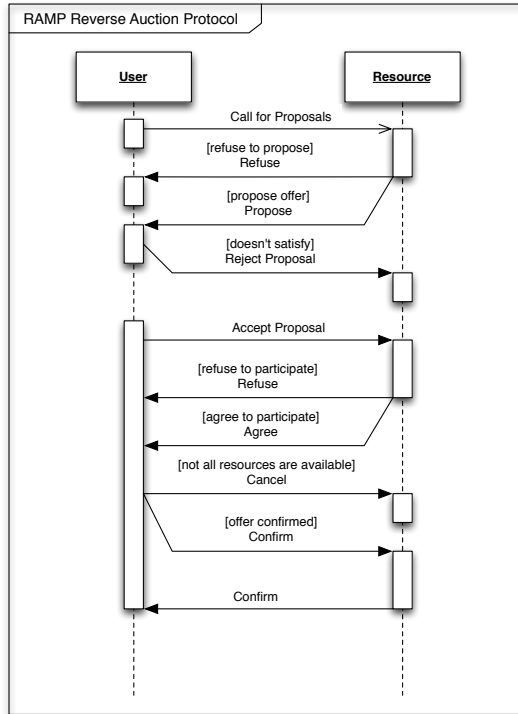 RAMP Reverse Auction Protocol
User
Resource
Call for Proposals
[refuse to propose]
Refuse
[propose offer]
Propose
[doesn't satisfy]
Reject Proposal
Accept Proposal
[refuse to participate]
Refuse
[agree to participate]
Agree
[not all resources are available]
Cancel
[offer confirmed]
Confirm
Confirm